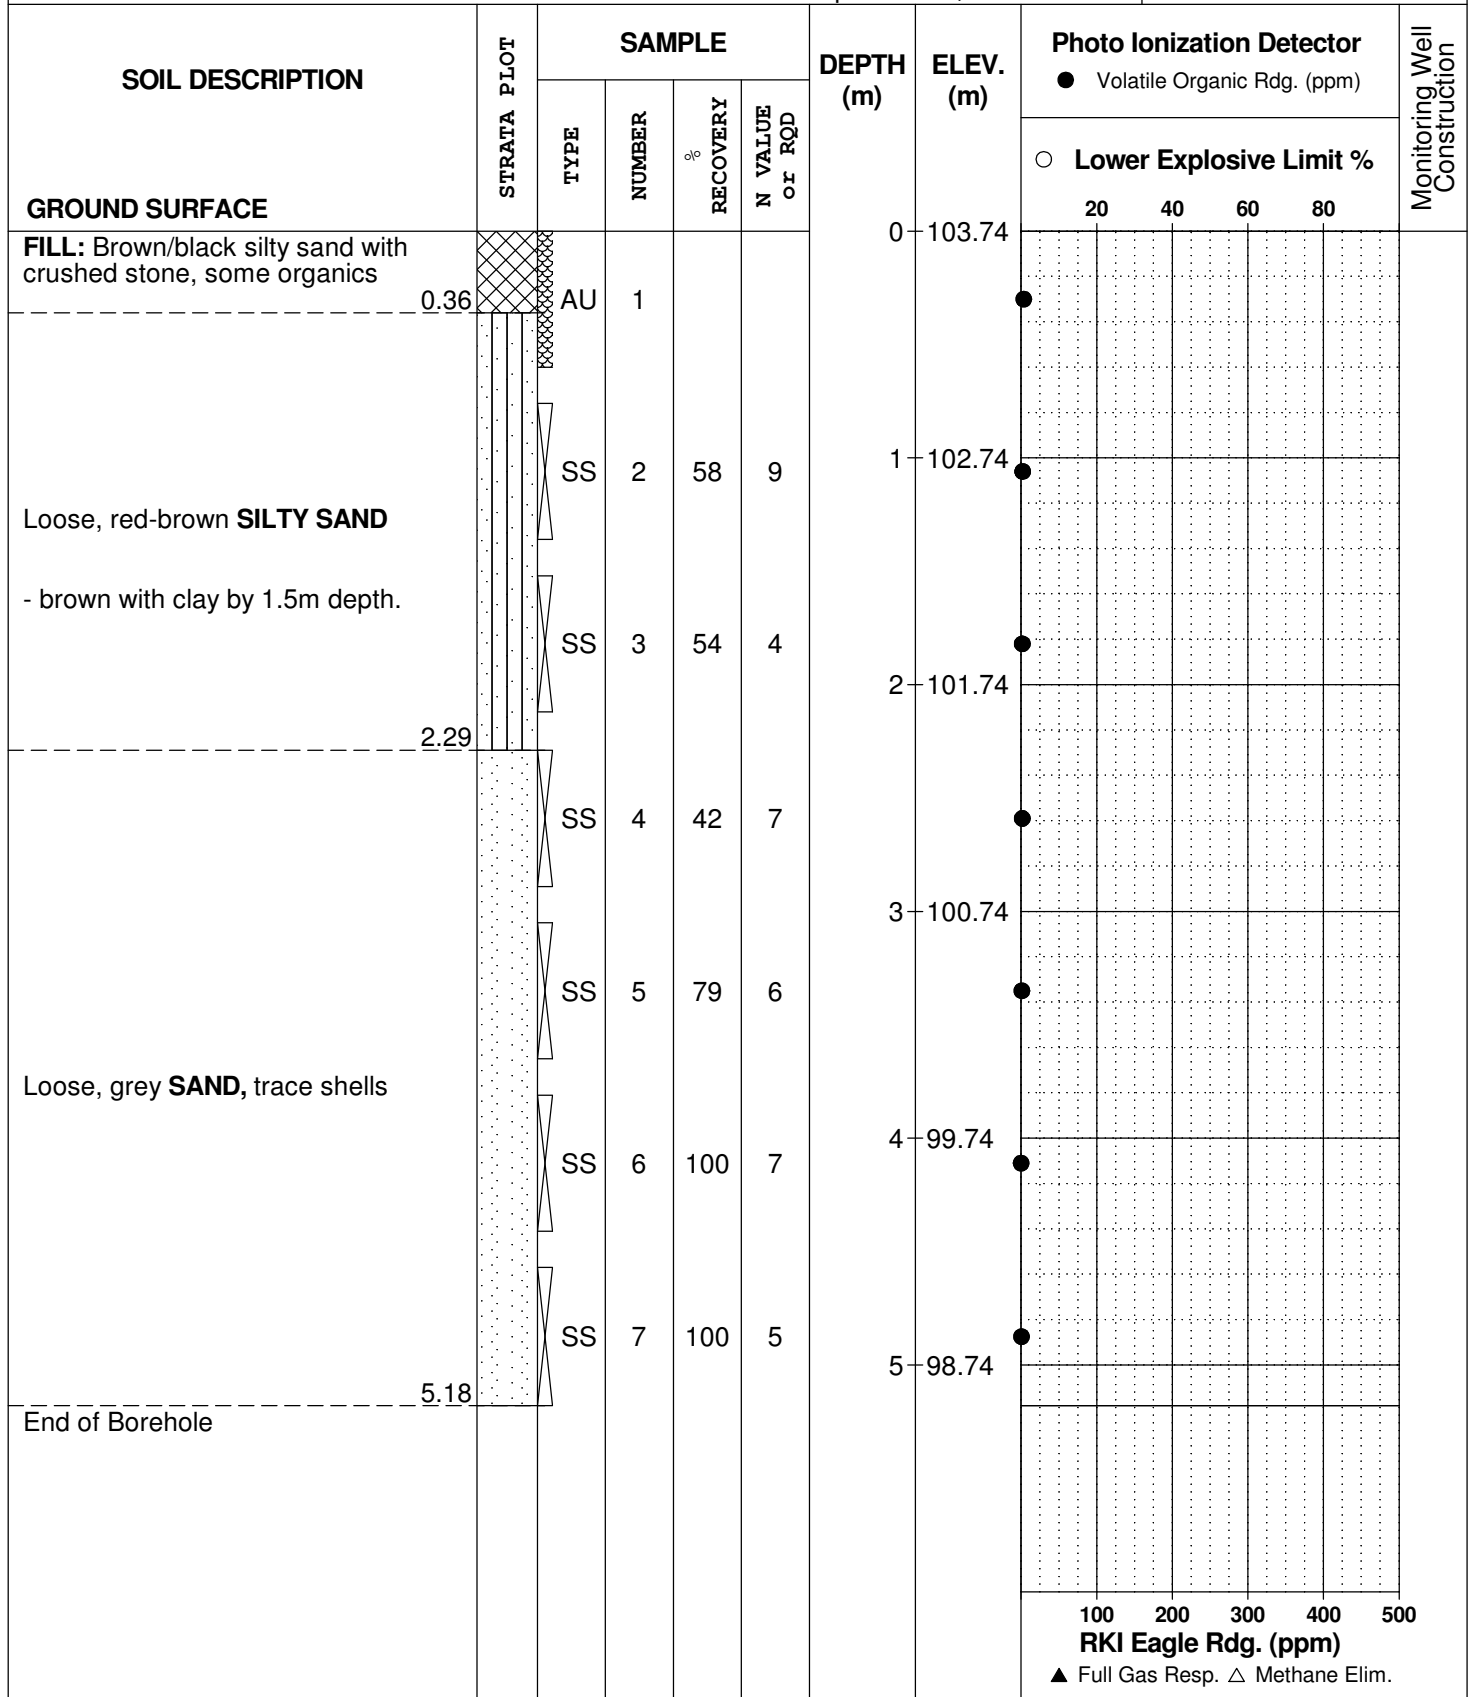 SOIL DESCRIPTION
GROUND SURFACE
STRATA PLOT
SAMPLE
TYPE
NUMBER
%
RECOVERY
N VALUE
or RQD
DEPTH
(m)
ELEV.
(m)
Photo Ionization Detector
● Volatile Organic Rdg. (ppm)
○ Lower Explosive Limit %
20 40 60 80
Monitoring Well
Construction
0 103.74
FILL: Brown/black silty sand with
crushed stone, some organics
0.36
AU 1
1 102.74
SS 2 58 9
Loose, red-brown SILTY SAND
- brown with clay by 1.5m depth.
SS 3 54 4
2 101.74
2.29
SS 4 42 7
3 100.74
SS 5 79 6
Loose, grey SAND, trace shells
4 99.74
SS 6 100 7
SS 7 100 5
5 98.74
5.18
End of Borehole
100 200 300 400 500
RKI Eagle Rdg. (ppm)
▲ Full Gas Resp. △ Methane Elim.